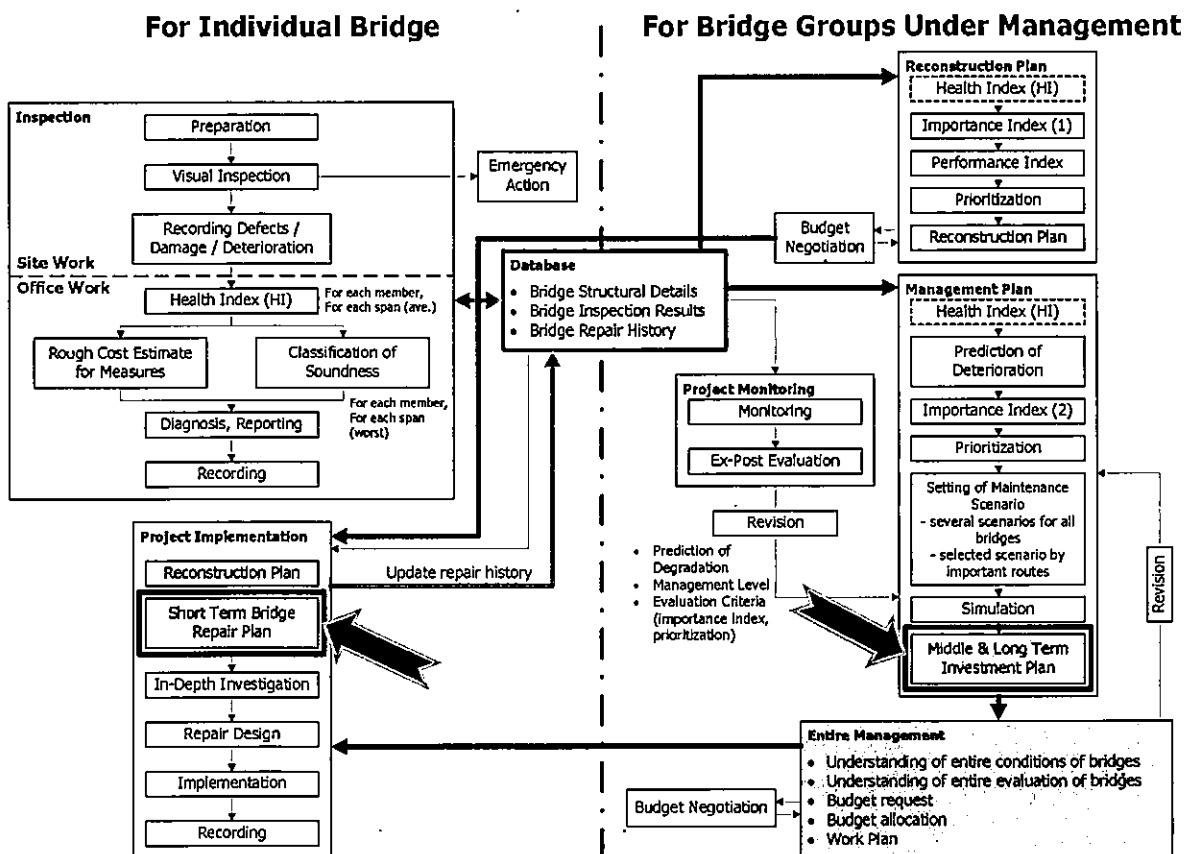 For Individual Bridge
For Bridge Groups Under Management
Inspection
Preparation
Visual Inspection
Emergency
Action
Recording Defects /
Damage / Deterioration
Site Work
Office Work
Health Index (HI)
For each member,
For each span (ave.)
Rough Cost Estimate
for Measures
Classification of
Soundness
For each member,
For each span
(worst)
Diagnosis, Reporting
Recording
Project Implementation
Reconstruction Plan
Short Term Bridge
Repair Plan
In-Depth Investigation
Repair Design
Implementation
Recording
Update repair history
Database
• Bridge Structural Details
• Bridge Inspection Results
• Bridge Repair History
Budget
Negotiation
Reconstruction Plan
Health Index (HI)
Importance Index (1)
Performance Index
Prioritization
Reconstruction Plan
Project Monitoring
Monitoring
Ex-Post Evaluation
Revision
• Prediction of
Degradation
• Management Level
• Evaluation Criteria
(importance Index,
prioritization)
Management Plan
Health Index (HI)
Prediction of
Deterioration
Importance Index (2)
Prioritization
Setting of Maintenance
Scenario
- several scenarios for all
bridges
- selected scenario by
important routes
Simulation
Middle & Long Term
Investment Plan
Revision
Entire Management
• Understanding of entire conditions of bridges
• Understanding of entire evaluation of bridges
• Budget request
• Budget allocation
• Work Plan
Budget Negotiation